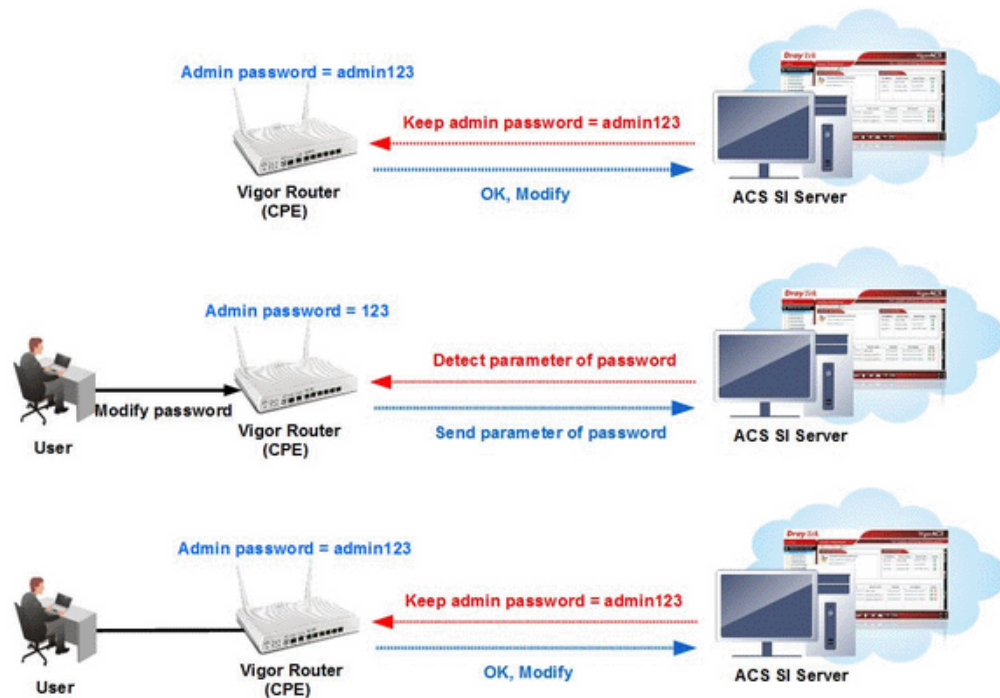 Admin password = admin123
Keep admin password = admin123
OK, Modify
Vigor Router
(CPE)
ACS SI Server
Admin password = 123
Detect parameter of password
Modify password
Send parameter of password
User
Vigor Router
(CPE)
ACS SI Server
Admin password = admin123
Keep admin password = admin123
OK, Modify
User
Vigor Router
(CPE)
ACS SI Server